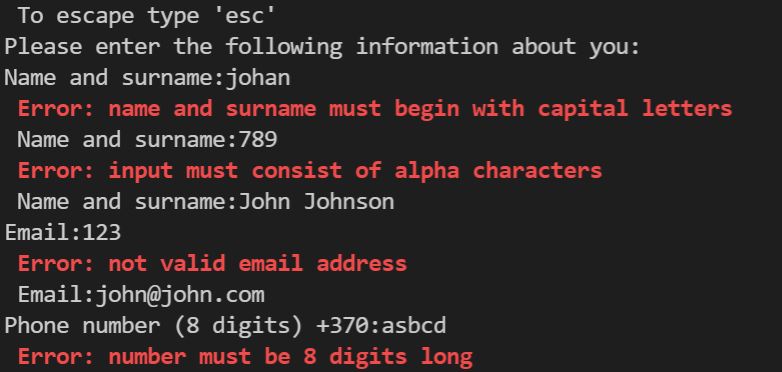 To escape type 'esc'
Please enter the following information about you:
Name and surname:johan
Error: name and surname must begin with capital letters
Name and surname:789
Error: input must consist of alpha characters
Name and surname:John Johnson
Email:123
Error: not valid email address
Email:john@john.com
Phone number (8 digits) +370:asbcd
Error: number must be 8 digits long